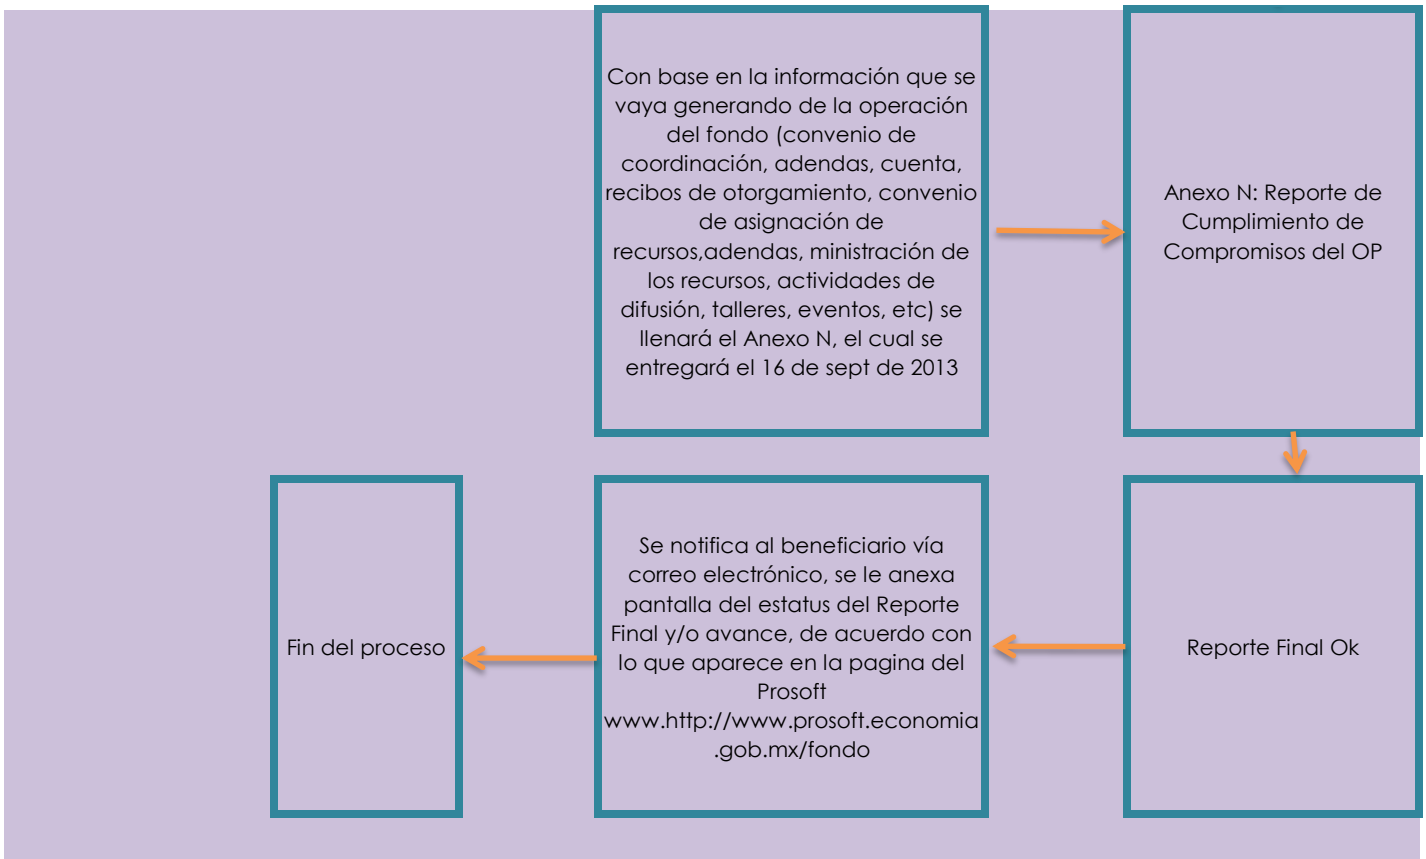 Con base en la información que se
vaya generando de la operación
del fondo (convenio de
coordinación, adendas, cuenta,
recibos de otorgamiento, convenio
de asignación de
recursos,adendas, ministración de
los recursos, actividades de
difusión, talleres, eventos, etc) se
llenará el Anexo N, el cual se
entregará el 16 de sept de 2013
Anexo N: Reporte de
Cumplimiento de
Compromisos del OP
Reporte Final Ok
Se notifica al beneficiario vía
correo electrónico, se le anexa
pantalla del estatus del Reporte
Final y/o avance, de acuerdo con
lo que aparece en la pagina del
Prosoft
www.http://www.prosoft.economia
.gob.mx/fondo
Fin del proceso